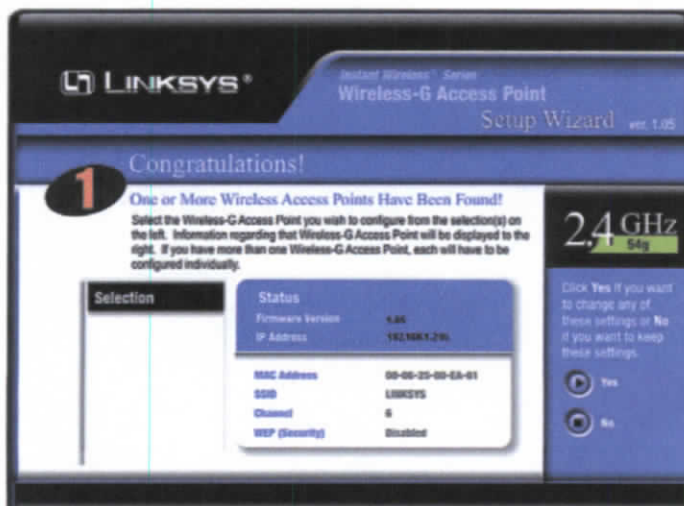 LINKSYS®
Instant Wireless® Series
Wireless-G Access Point
Setup Wizard ver. 1.05
1
Congratulations!
One or More Wireless Access Points Have Been Found!
Select the Wireless-G Access Point you wish to configure from the selection(s) on
the left. Information regarding that Wireless-G Access Point will be displayed to the
right. If you have more than one Wireless-G Access Point, each will have to be
configured individually.
2.4 GHz
54g
Selection
Status
Firmware Version 1.05
IP Address
MAC Address 00-06-25-00-EA-61
SSID LINKSYS
Channel 6
WEP (Security) Disabled
Click Yes if you want
to change any of
these settings or No
if you want to keep
these settings.
Yes
No